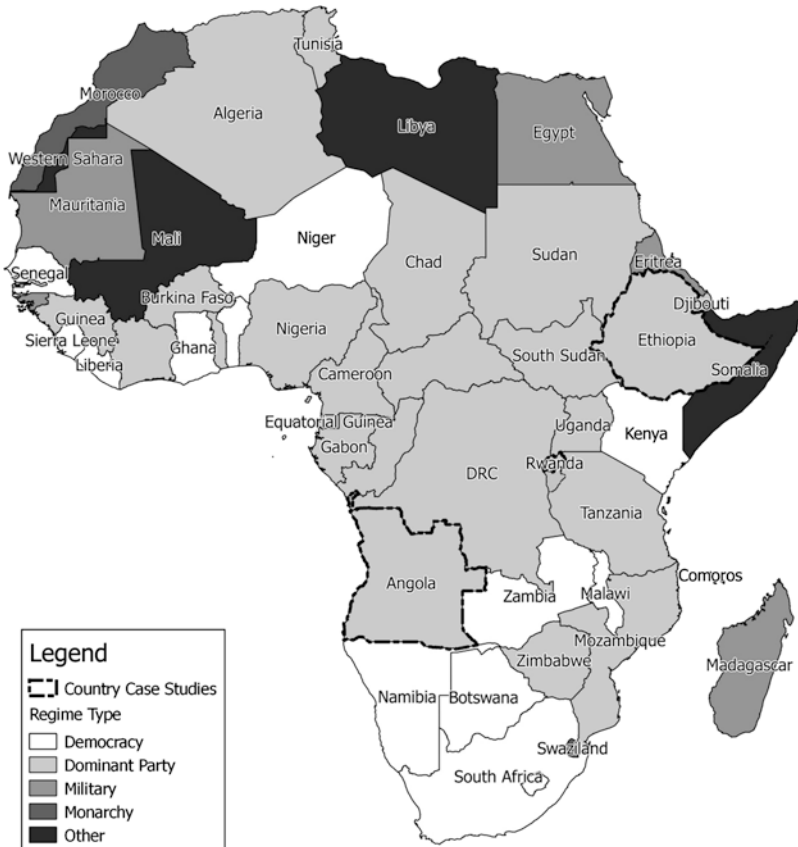 Tunisia
Morocco
Algeria
Libya
Egypt
Western Sahara
Mauritania
Mali
Niger
Chad
Sudan
Eritrea
Senegal
Burkina Faso
Djibouti
Guinea
Nigeria
Ethiopia
Sierra Leone
Ghana
South Sudan
Liberia
Cameroon
Somalia
Equatorial Guinea
Uganda
Kenya
Gabon
DRC
Rwanda
Tanzania
Angola
Comoros
Zambia
Malawi
Mozambique
Zimbabwe
Madagascar
Namibia
Botswana
Swaziland
South Africa
Legend
Country Case Studies
Regime Type
Democracy
Dominant Party
Military
Monarchy
Other